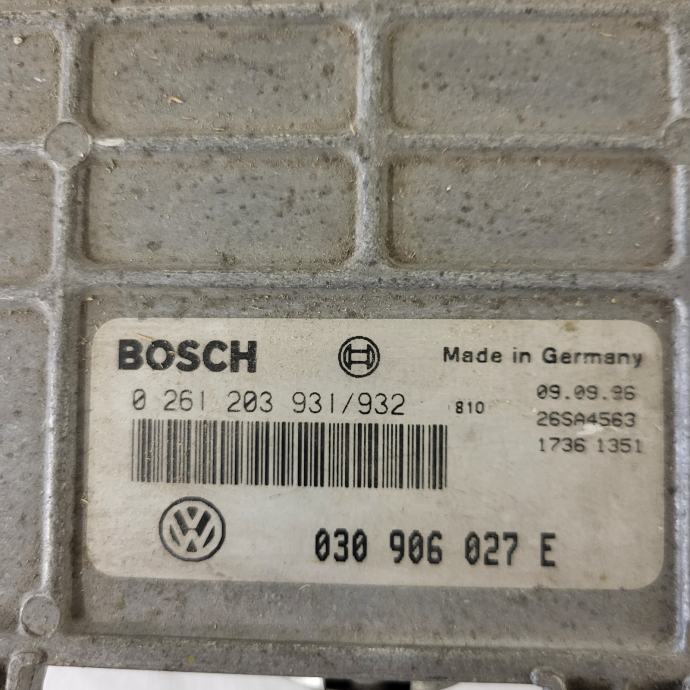 BOSCH
Made in Germany
0 261 203 931/932
810
09.09.96
26SA4563
1736 1351
VW
030 906 027 E